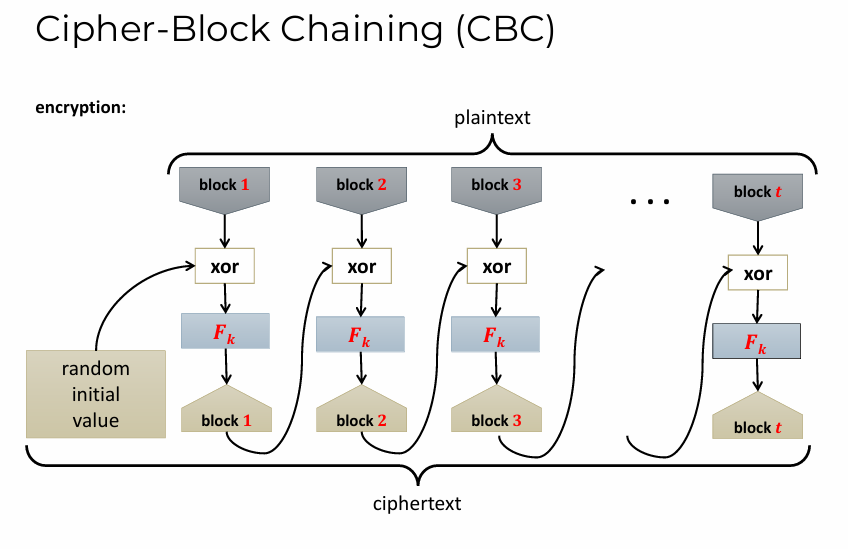 Cipher-Block Chaining (CBC)
encryption:
plaintext
block 1
block 2
block 3
. . .
block t
xor
xor
xor
xor
F_k
F_k
F_k
F_k
random
initial
value
block 1
block 2
block 3
block t
ciphertext